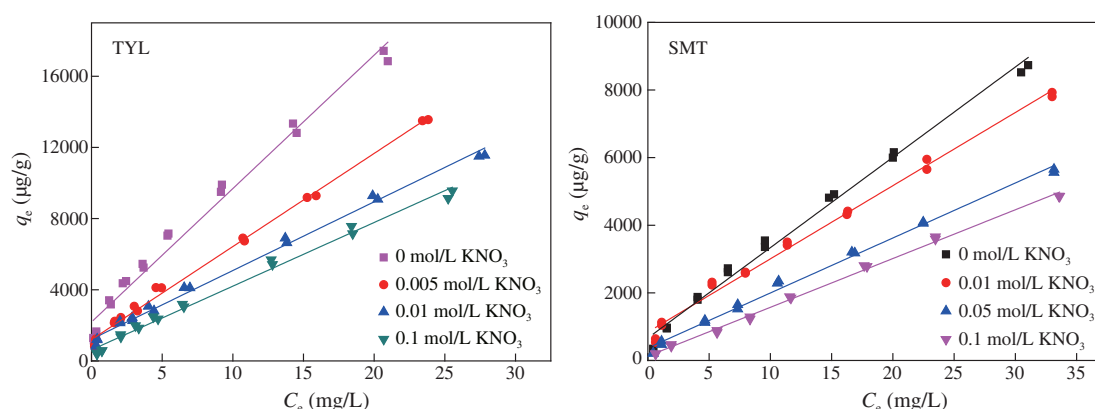 TYL
16000
12000
8000
4000
0
qₑ (μg/g)
0 mol/L KNO₃
0.005 mol/L KNO₃
0.01 mol/L KNO₃
0.1 mol/L KNO₃
0 5 10 15 20 25 30
Cₑ (mg/L)
SMT
10000
8000
6000
4000
2000
0
qₑ (μg/g)
0 mol/L KNO₃
0.01 mol/L KNO₃
0.05 mol/L KNO₃
0.1 mol/L KNO₃
0 5 10 15 20 25 30 35
Cₑ (mg/L)